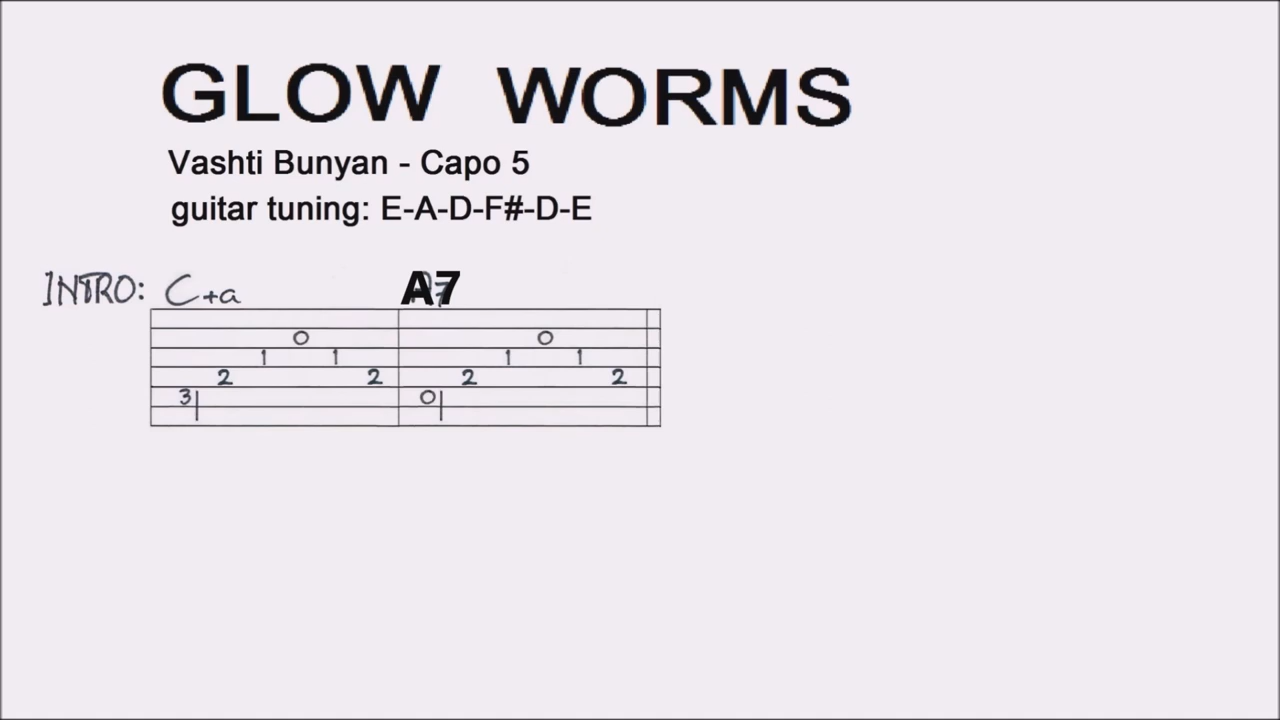 GLOW WORMS
Vashti Bunyan - Capo 5
guitar tuning: E-A-D-F#-D-E
INTRO: C+a A7
0 0
1 1 1 1
2 2 2 2
3 0